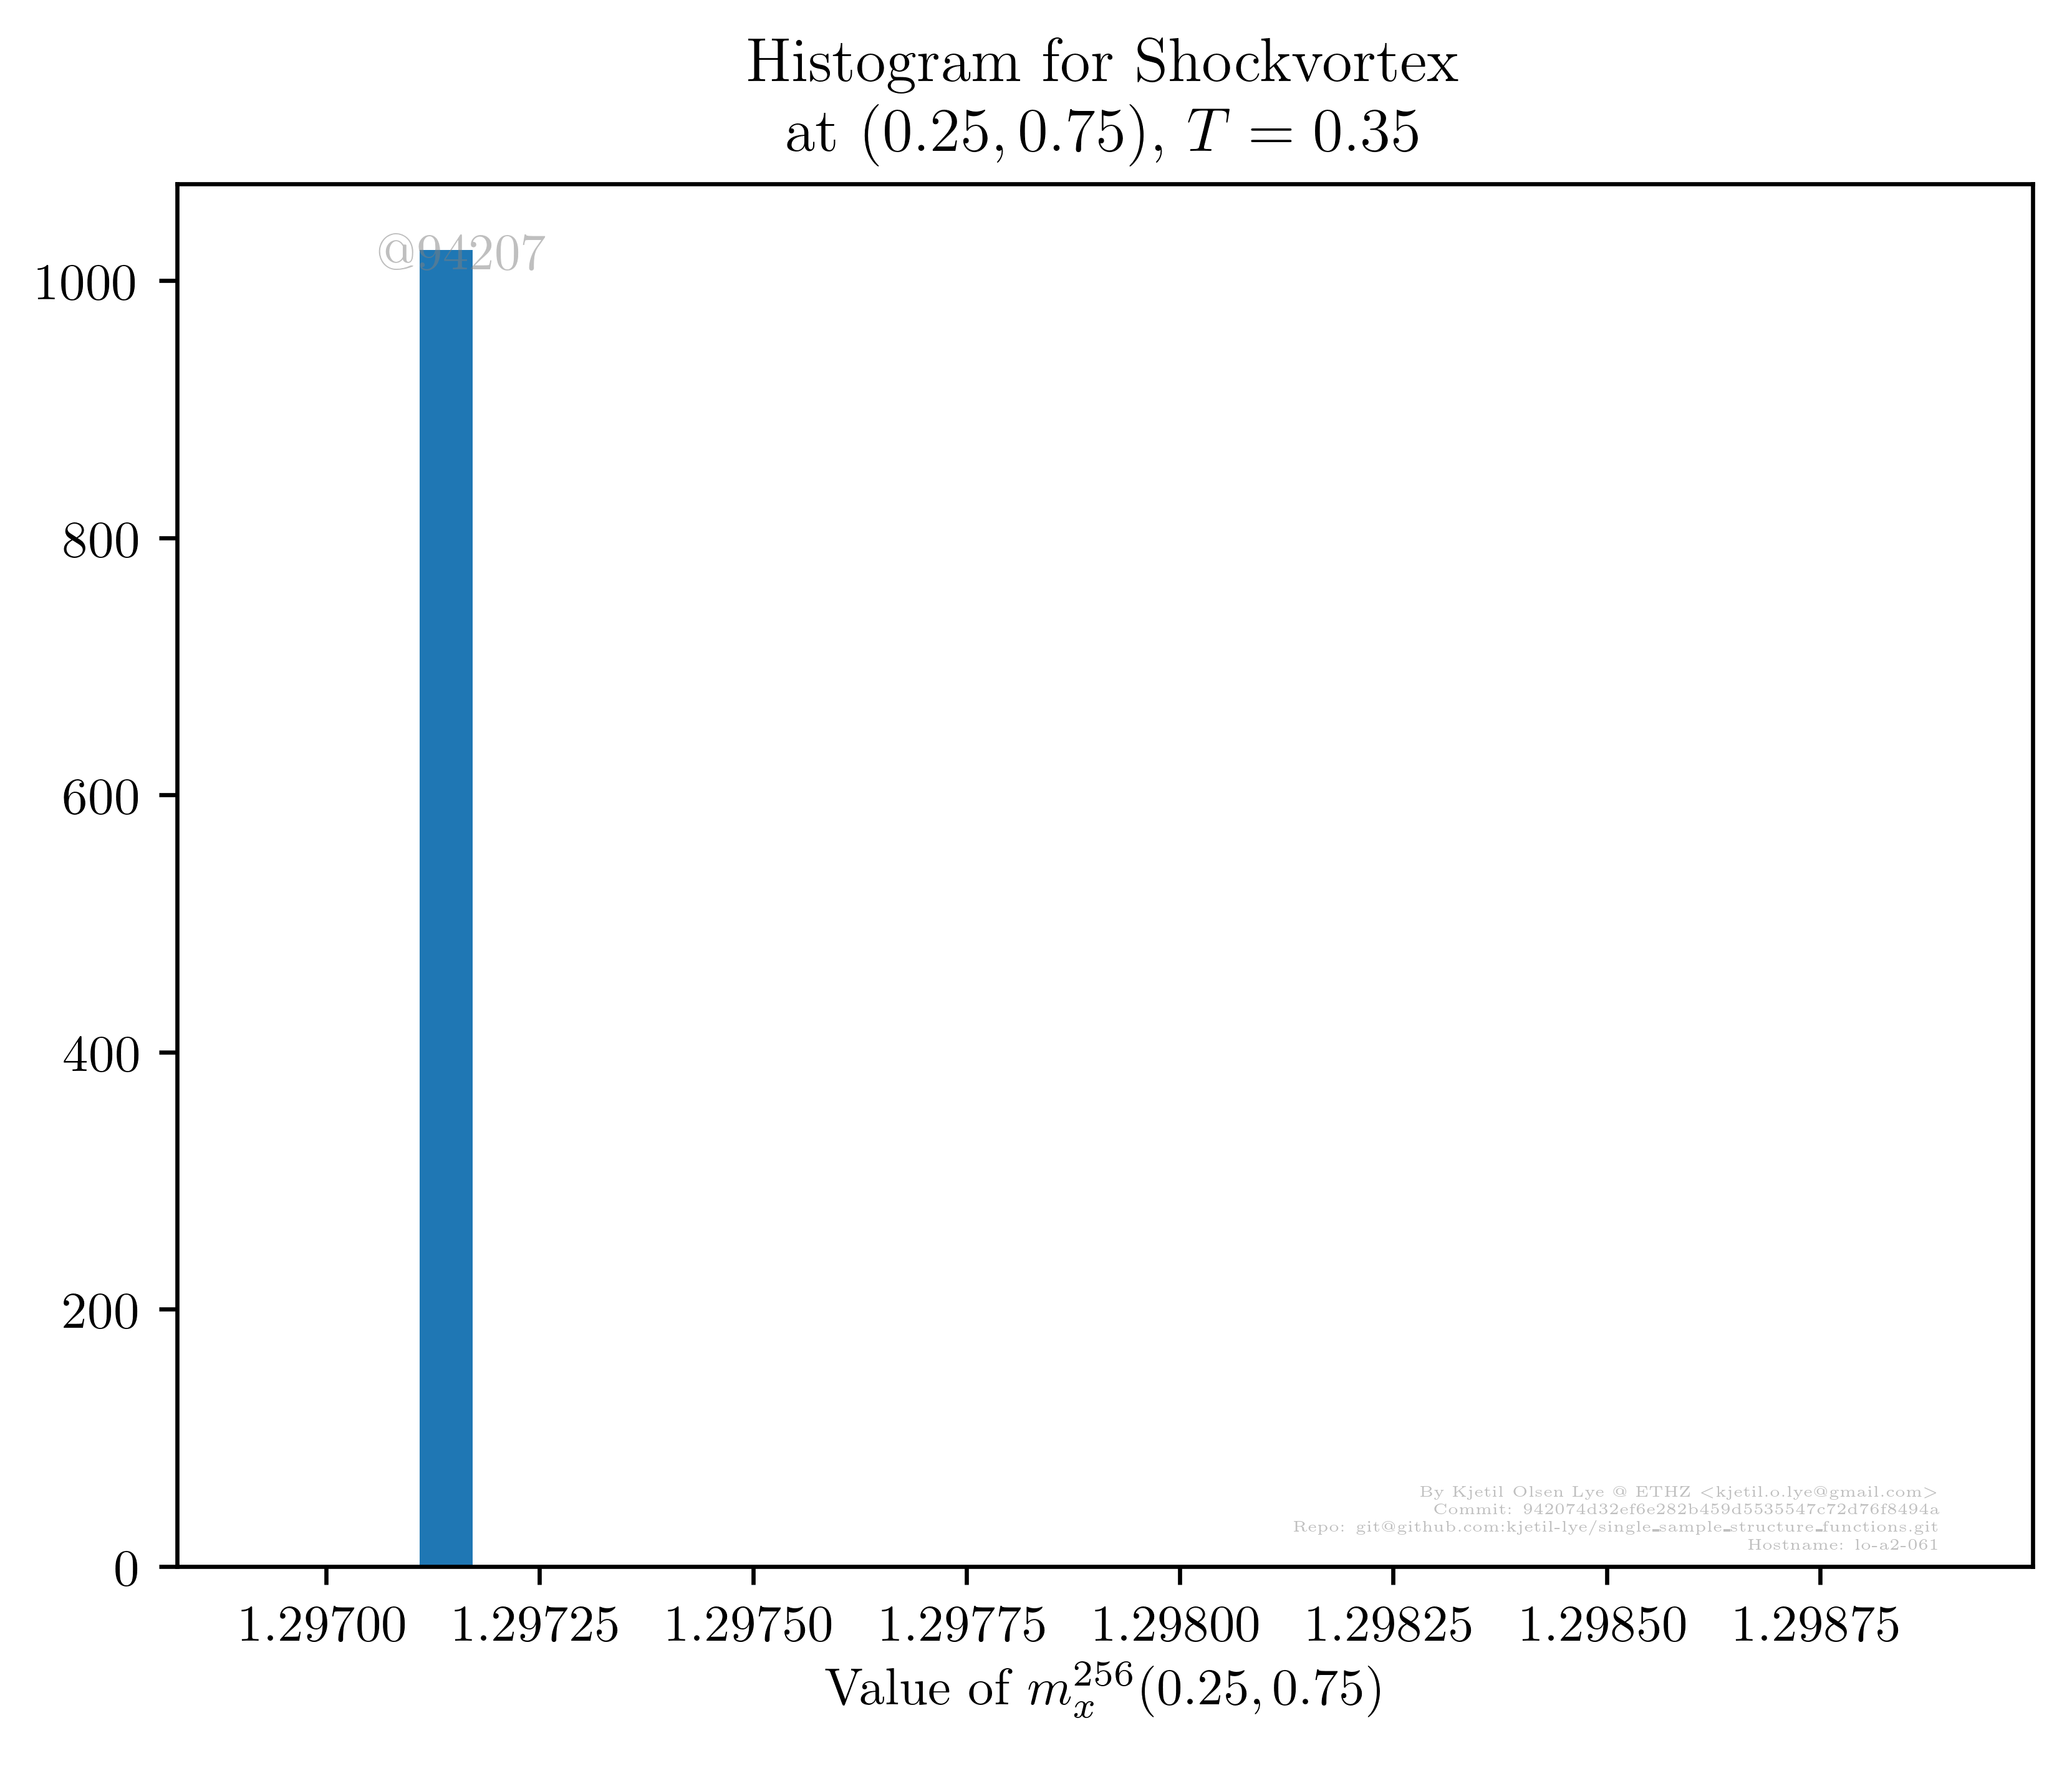 Histogram for Shockvortex
at (0.25, 0.75), T = 0.35
@94207
1000
800
600
400
200
0
By Kjetil Olsen Lye @ ETHZ <kjetil.o.lye@gmail.com>
Commit: 942074d32ef6e282b459d5535547c72d76f8494a
Repo: git@github.com:kjetil-lye/single_sample_structure_functions.git
Hostname: lo-a2-061
1.29700 1.29725 1.29750 1.29775 1.29800 1.29825 1.29850 1.29875
Value of $m_x^{256}(0.25, 0.75)$